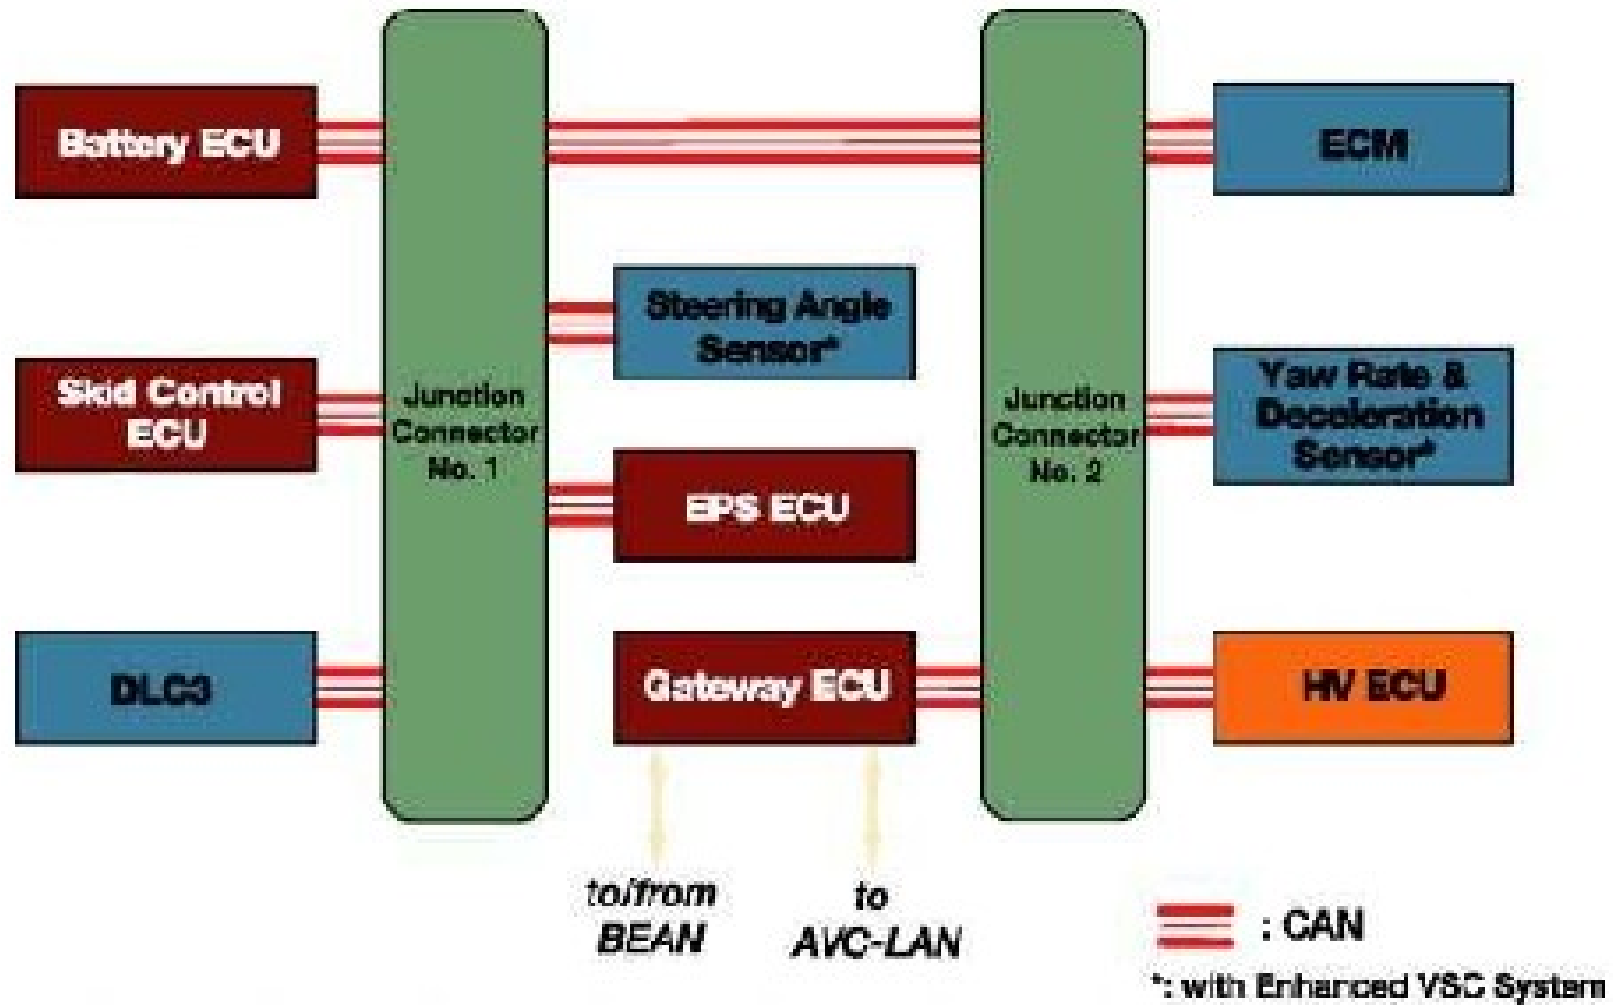 Battery ECU
ECM
Steering Angle
Sensor*
Skid Control
ECU
Junction
Connector
No. 1
Junction
Connector
No. 2
Yaw Rate &
Deceleration
Sensor*
EPS ECU
DLC3
Gateway ECU
HV ECU
to/from
BEAN
to
AVC-LAN
: CAN
*: with Enhanced VSC System